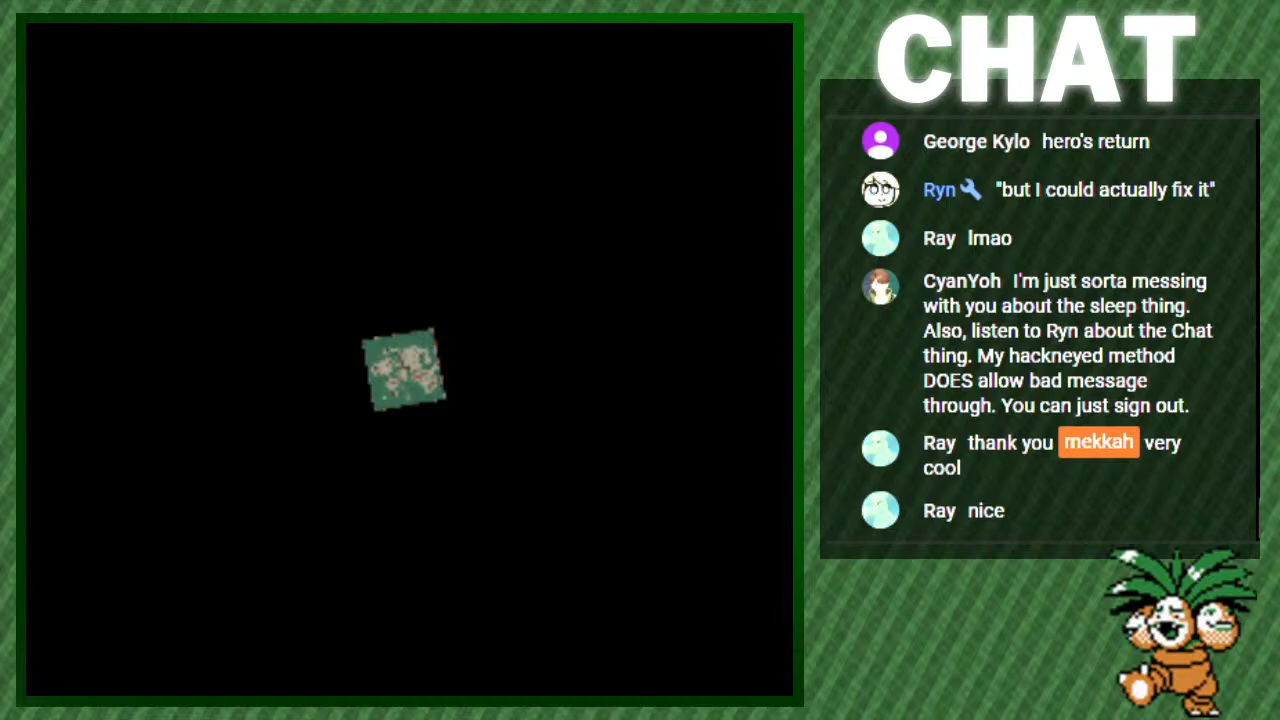 CHAT
George Kylo hero's return
Ryn "but I could actually fix it"
Ray lmao
CyanYoh I'm just sorta messing
with you about the sleep thing.
Also, listen to Ryn about the Chat
thing. My hackneyed method
DOES allow bad message
through. You can just sign out.
Ray thank you mekkah very
cool
Ray nice